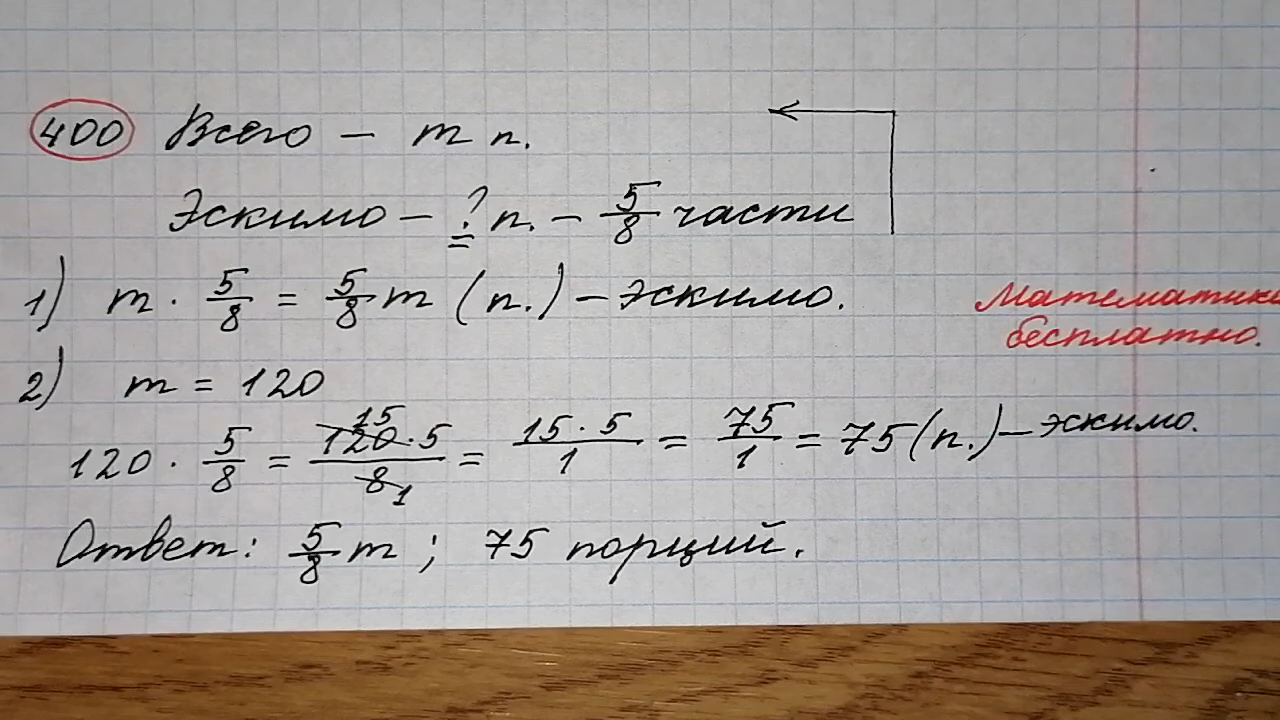 400 Всего – m п.
Эскимо – ? п. – 5/8 части
1) m · 5/8 = 5/8 m (п.) – эскимо.
Математика
бесплатно.
2) m = 120
120 · 5/8 = 120 · 5 / 8 (15, 1) = 15 · 5 / 1 = 75/1 = 75 (п.) – эскимо.
Ответ: 5/8 m ; 75 порций.